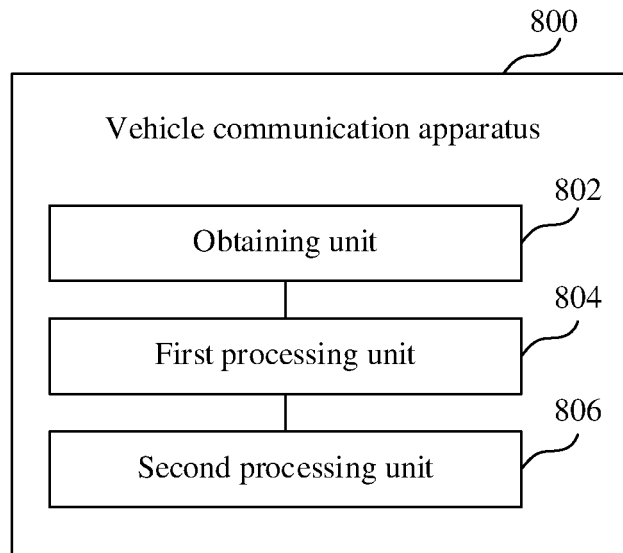 800
Vehicle communication apparatus
802
Obtaining unit
804
First processing unit
806
Second processing unit